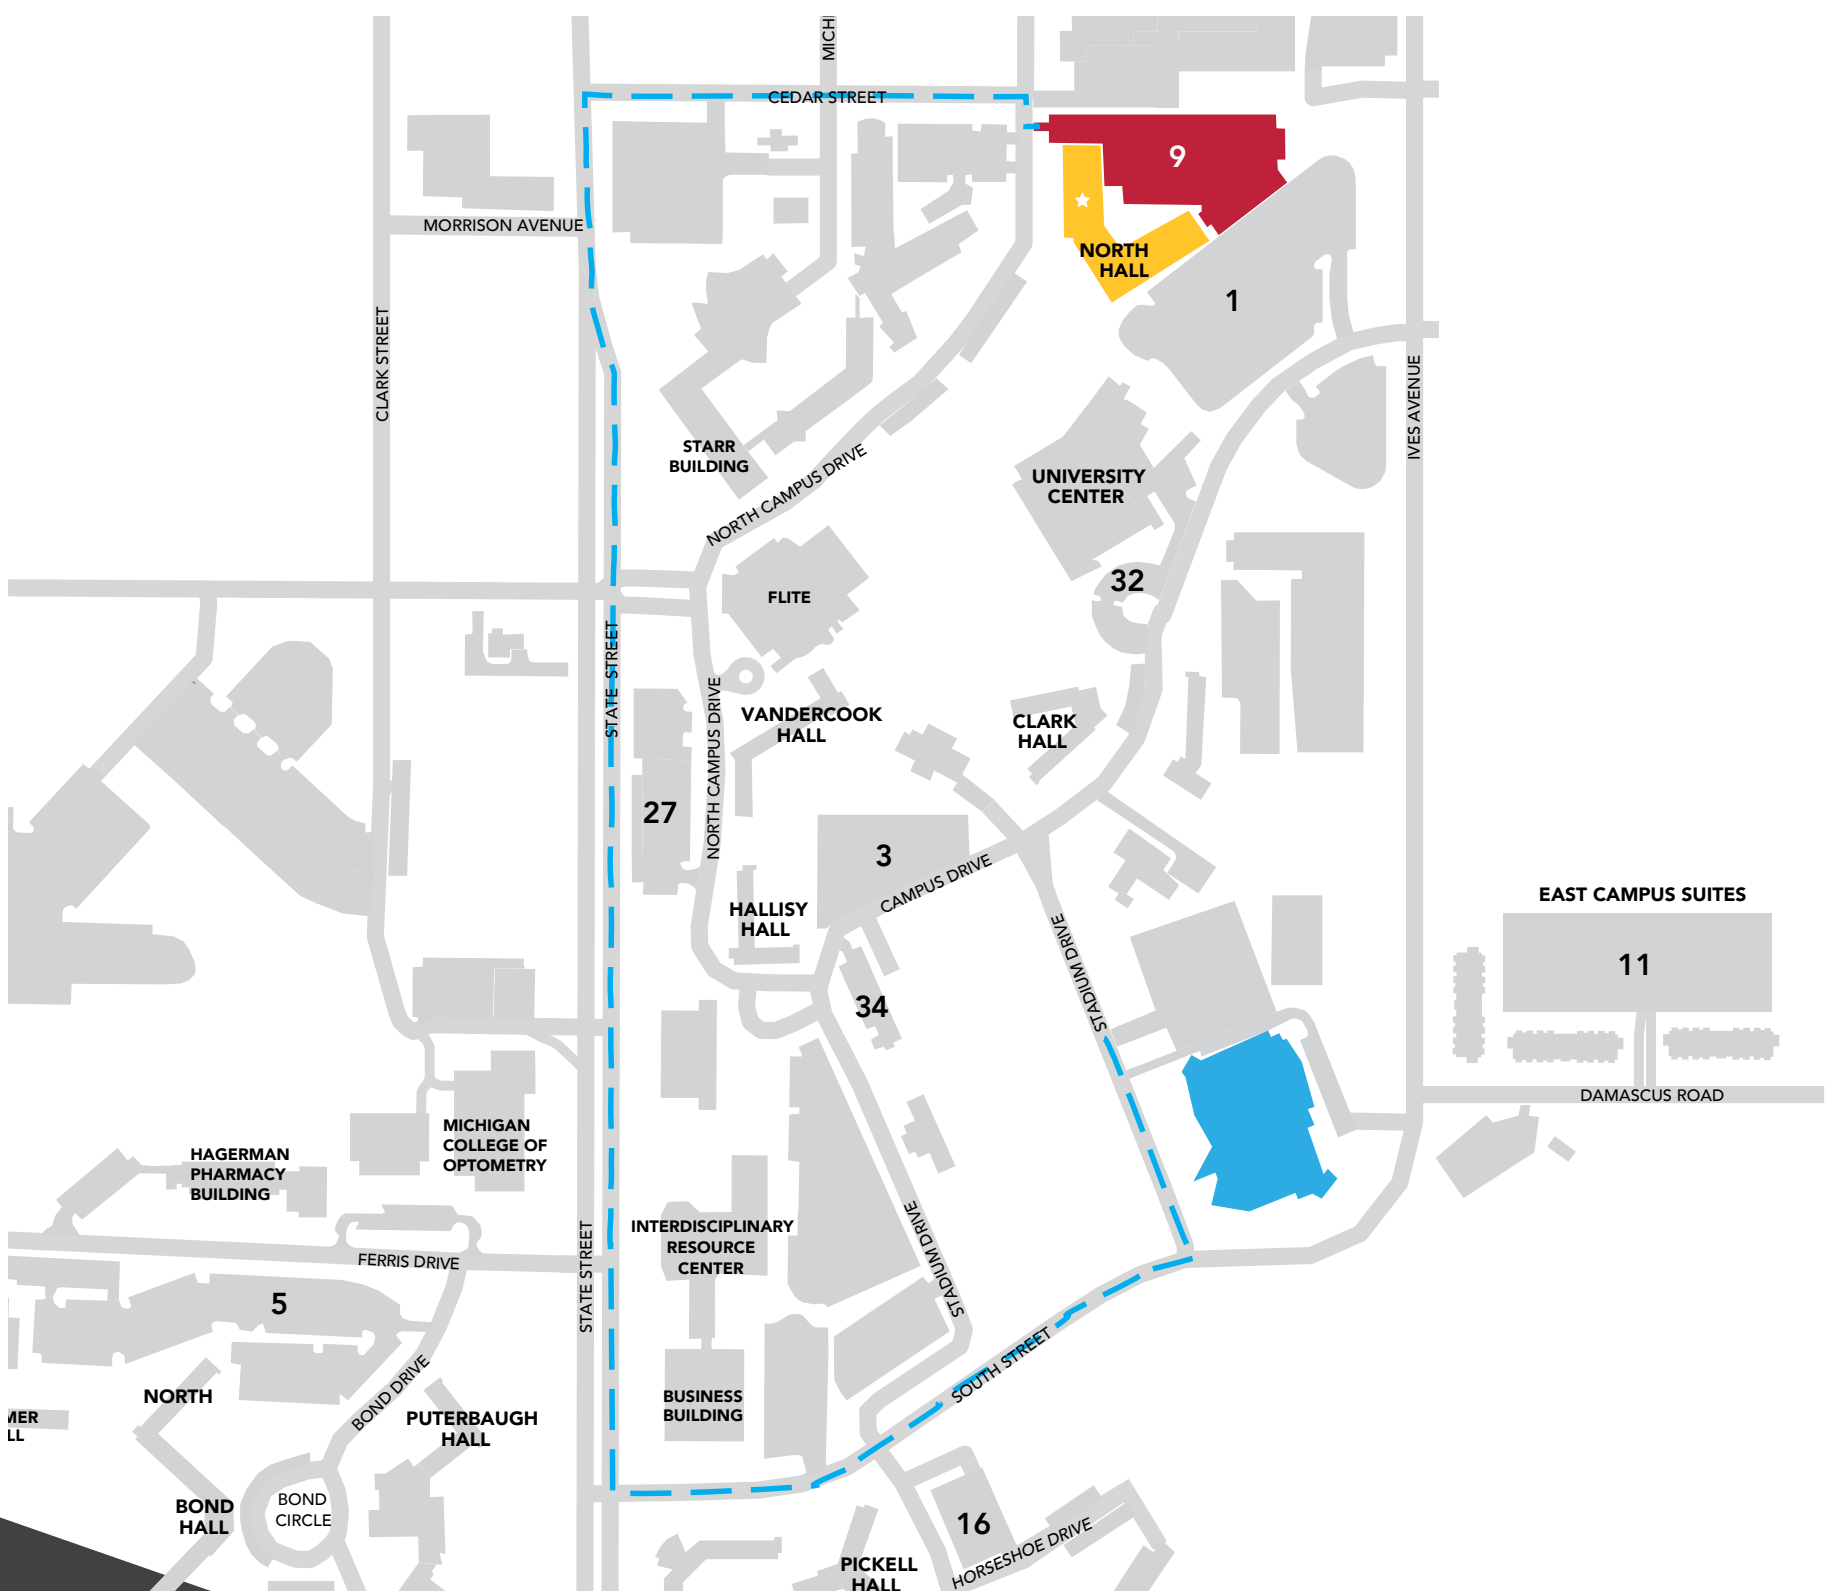 MICH
CEDAR STREET
9
MORRISON AVENUE
NORTH
HALL
1
CLARK STREET
IVES AVENUE
STARR
BUILDING
NORTH CAMPUS DRIVE
UNIVERSITY
CENTER
32
FLITE
STATE STREET
NORTH CAMPUS DRIVE
VANDERCOOK
HALL
CLARK
HALL
27
3
CAMPUS DRIVE
HALLISY
HALL
STADIUM DRIVE
EAST CAMPUS SUITES
11
34
DAMASCUS ROAD
MICHIGAN
COLLEGE OF
OPTOMETRY
HAGERMAN
PHARMACY
BUILDING
INTERDISCIPLINARY
RESOURCE
CENTER
STADIUM DRIVE
FERRIS DRIVE
STATE STREET
5
SOUTH STREET
BOND DRIVE
NORTH
BUSINESS
BUILDING
MER
LL
PUTERBAUGH
HALL
BOND
HALL
BOND
CIRCLE
16
HORSESHOE DRIVE
PICKELL
HALL